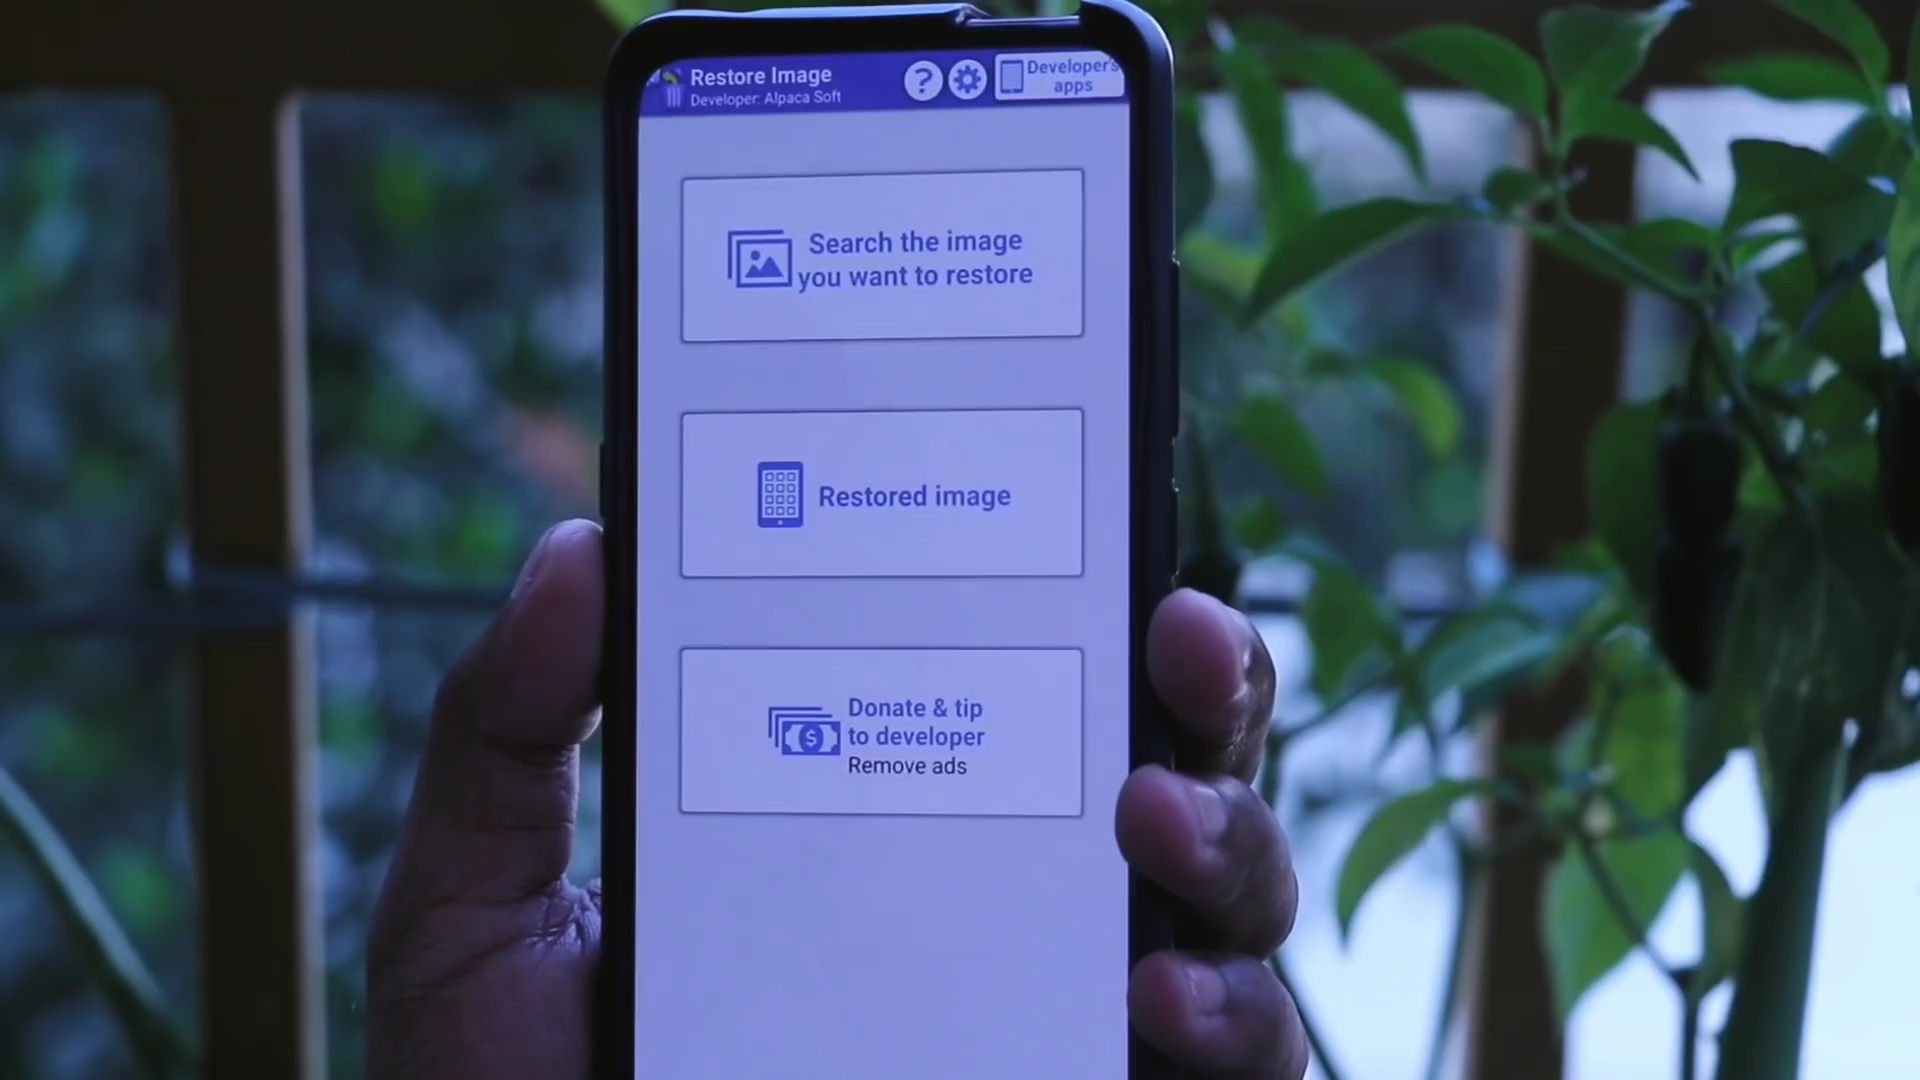 Restore Image
Developer: Alpaca Soft
?
Developer's
apps
Search the image
you want to restore
Restored image
$
Donate & tip
to developer
Remove ads